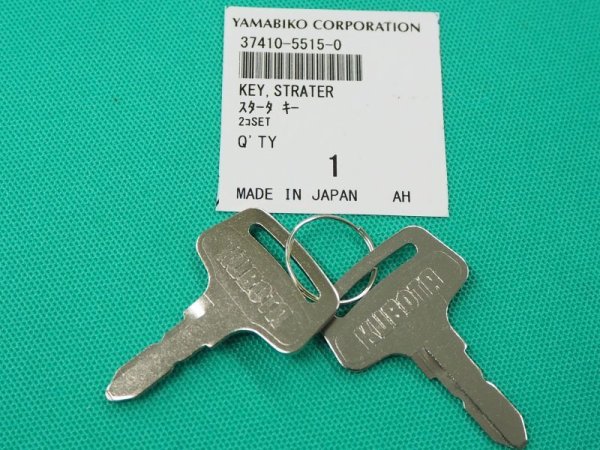 YAMABIKO CORPORATION
37410-5515-0
KEY, STRATER
スタータ キー
2コSET
Q'TY
1
MADE IN JAPAN AH
KUBOTA
KUBOTA